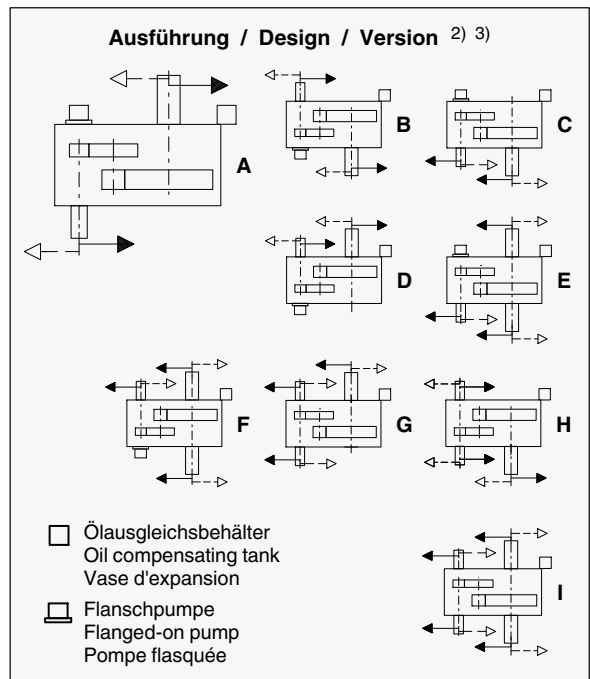 Ausführung / Design / Version 2) 3)
A
B
C
D
E
F
G
H
I
Ölausgleichsbehälter
Oil compensating tank
Vase d'expansion
Flanschpumpe
Flanged-on pump
Pompe flasquée